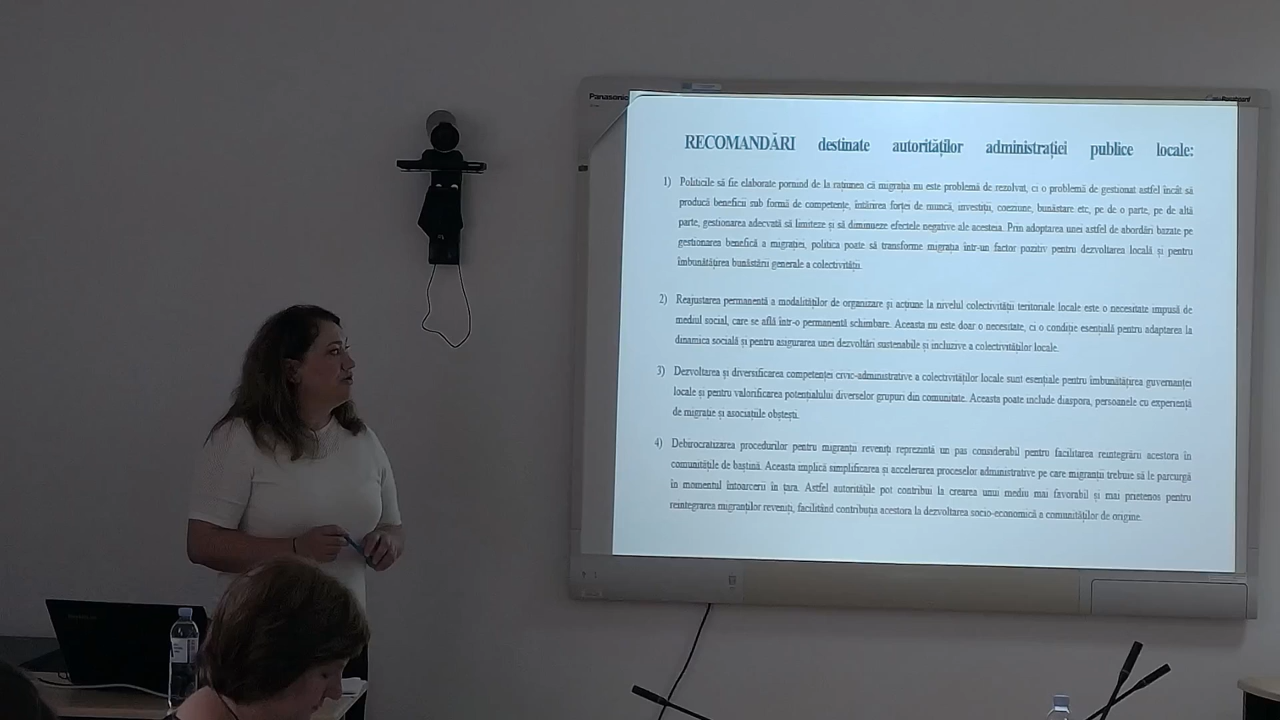 Panasonic
RECOMANDĂRI destinate autorităților administrației publice locale:
1) Politicile să fie elaborate pornind de la rațiunea că migrația nu este problemă de rezolvat, ci o problemă de gestionat astfel încât să
producă beneficii sub formă de competențe, întărirea forței de muncă, investiții, coeziune, bunăstare etc, pe de o parte, pe de altă
parte, gestionarea adecvată să limiteze și să diminueze efectele negative ale acesteia. Prin adoptarea unei astfel de abordări bazate pe
gestionarea benefică a migrației, politica poate să transforme migrația într-un factor pozitiv pentru dezvoltarea locală și pentru
îmbunătățirea bunăstării generale a colectivității.
2) Reajustarea permanentă a modalităților de organizare și acțiune la nivelul colectivității teritoriale locale este o necesitate impusă de
mediul social, care se află într-o permanentă schimbare. Aceasta nu este doar o necesitate, ci o condiție esențială pentru adaptarea la
dinamica socială și pentru asigurarea unei dezvoltări sustenabile și incluzive a colectivităților locale.
3) Dezvoltarea și diversificarea competenței civic-administrative a colectivităților locale sunt esențiale pentru îmbunătățirea guvernanței
locale și pentru valorificarea potențialului diverselor grupuri din comunitate. Aceasta poate include diaspora, persoanele cu experiență
de migrație și asociațiile obștești.
4) Debirocratizarea procedurilor pentru migranții reveniți reprezintă un pas considerabil pentru facilitarea reintegrării acestora în
comunitățile de baștină. Aceasta implică simplificarea și accelerarea proceselor administrative pe care migranții trebuie să le parcurgă
în momentul întoarcerii în țara. Astfel autoritățile pot contribui la crearea unui mediu mai favorabil și mai prietenos pentru
reintegrarea migranților reveniți, facilitând contribuția acestora la dezvoltarea socio-economică a comunităților de origine.